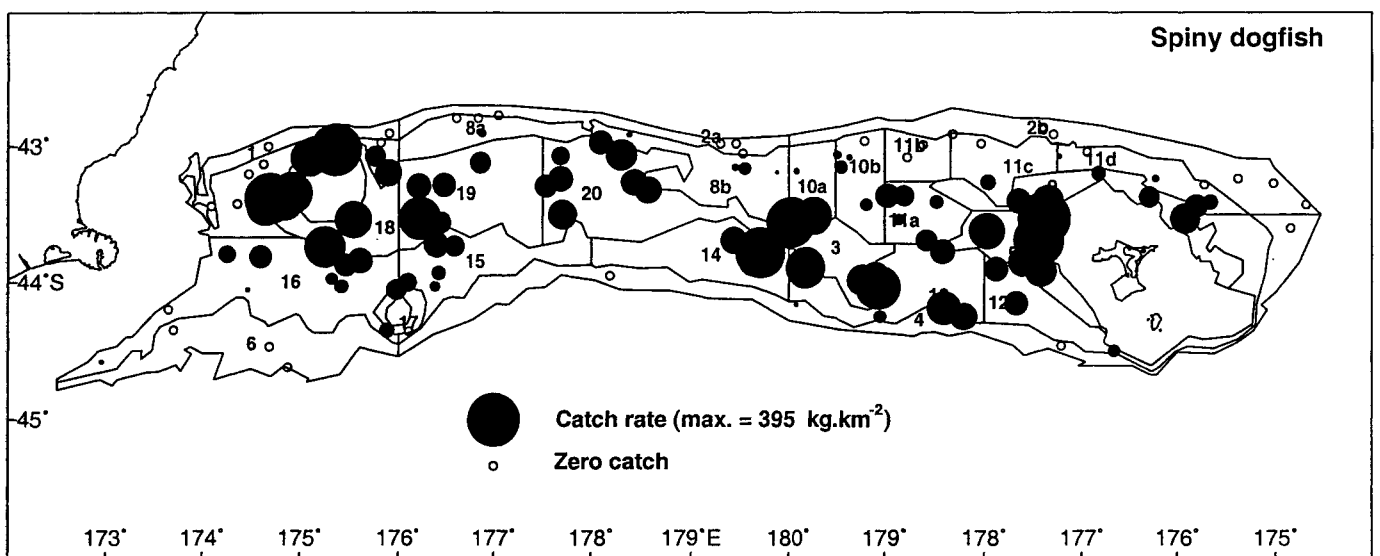 Spiny dogfish
43°
44°S
45°
1
8a
2a
2b
11b
10b
11c
11d
19
20
8b
10a
18
11a
14
3
15
16
12
4
17
6
Catch rate (max. = 395 kg.km-2)
Zero catch
173° 174° 175° 176° 177° 178° 179°E 180° 179° 178° 177° 176° 175°